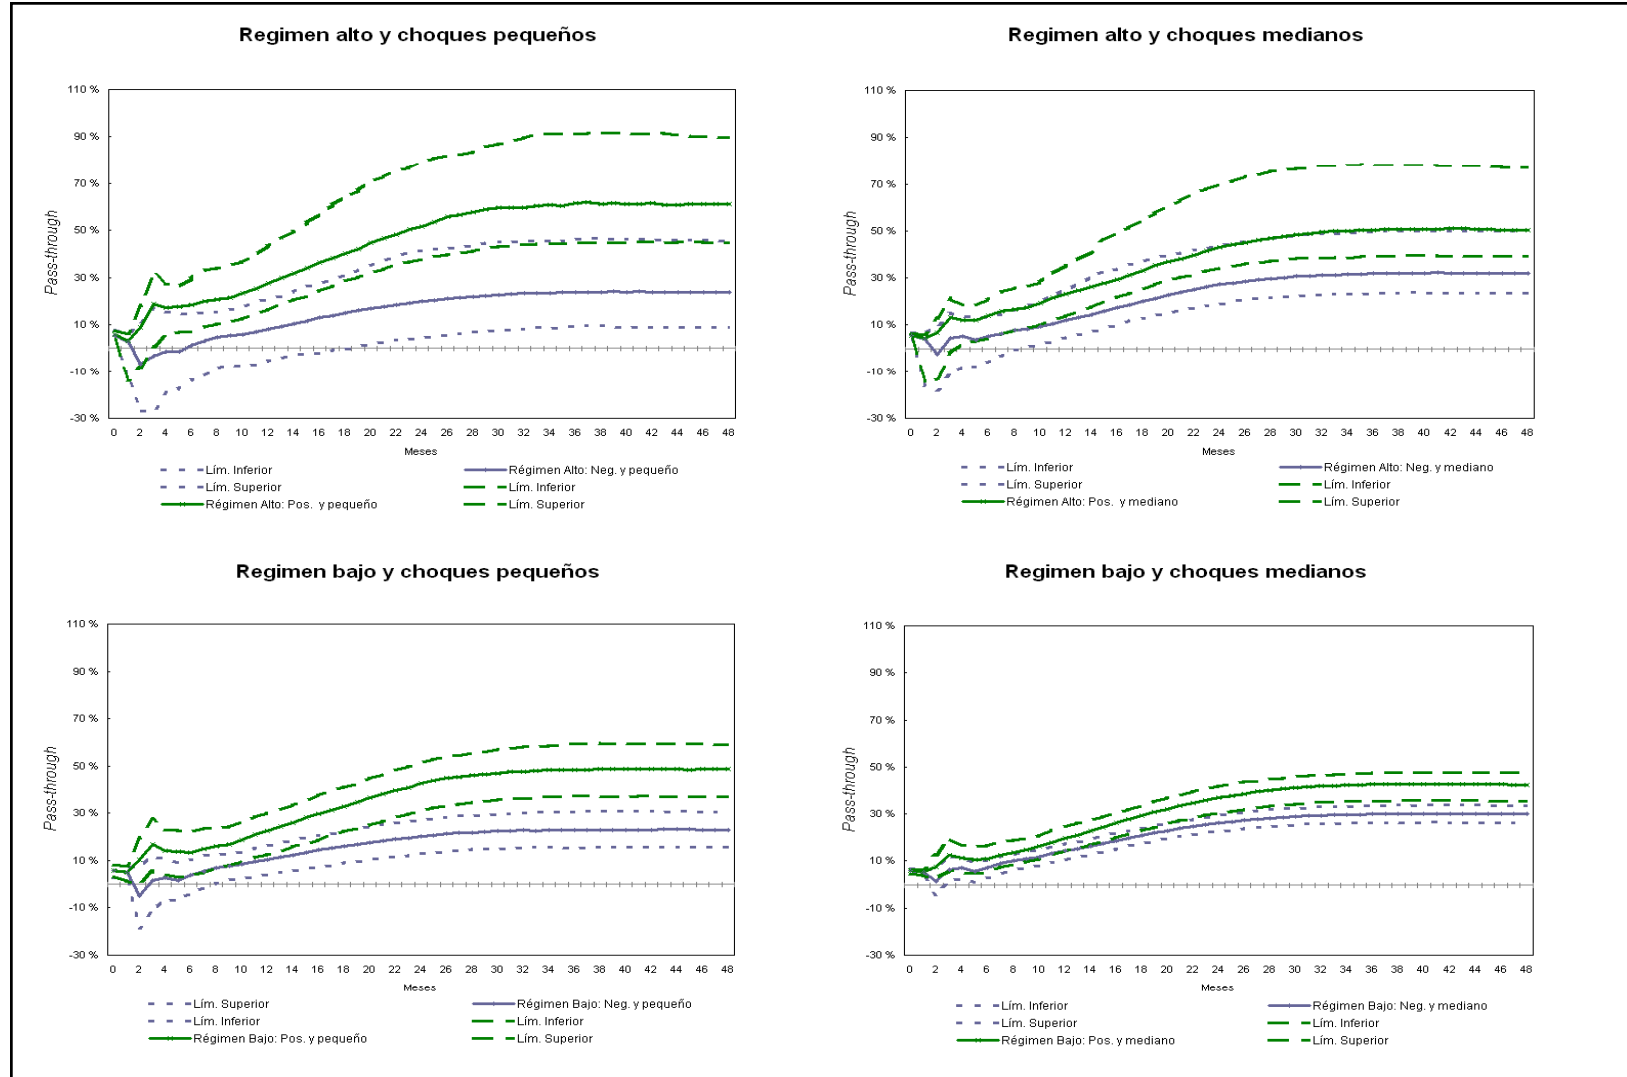 Regimen alto y choques pequeños
110 %
90 %
70 %
50 %
30 %
10 %
-10 %
-30 %
Pass-through
0 2 4 6 8 10 12 14 16 18 20 22 24 26 28 30 32 34 36 38 40 42 44 46 48
Meses
Lím. Inferior Régimen Alto: Neg. y pequeño
Lím. Superior Lím. Inferior
Régimen Alto: Pos. y pequeño Lím. Superior
Regimen alto y choques medianos
110 %
90 %
70 %
50 %
30 %
10 %
-10 %
-30 %
Pass-through
0 2 4 6 8 10 12 14 16 18 20 22 24 26 28 30 32 34 36 38 40 42 44 46 48
Meses
Lím. Inferior Régimen Alto: Neg. y mediano
Lím. Superior Lím. Inferior
Régimen Alto: Pos. y mediano Lím. Superior
Regimen bajo y choques pequeños
110 %
90 %
70 %
50 %
30 %
10 %
-10 %
-30 %
Pass-through
0 2 4 6 8 10 12 14 16 18 20 22 24 26 28 30 32 34 36 38 40 42 44 46 48
Meses
Lím. Superior Régimen Bajo: Neg. y pequeño
Lím. Inferior Lím. Inferior
Régimen Bajo: Pos. y pequeño Lím. Superior
Regimen bajo y choques medianos
110 %
90 %
70 %
50 %
30 %
10 %
-10 %
-30 %
Pass-through
0 2 4 6 8 10 12 14 16 18 20 22 24 26 28 30 32 34 36 38 40 42 44 46 48
Meses
Lím. Inferior Régimen Bajo: Neg. y mediano
Lím. Superior Lím. Inferior
Régimen Bajo: Pos. y mediano Lím. Superior